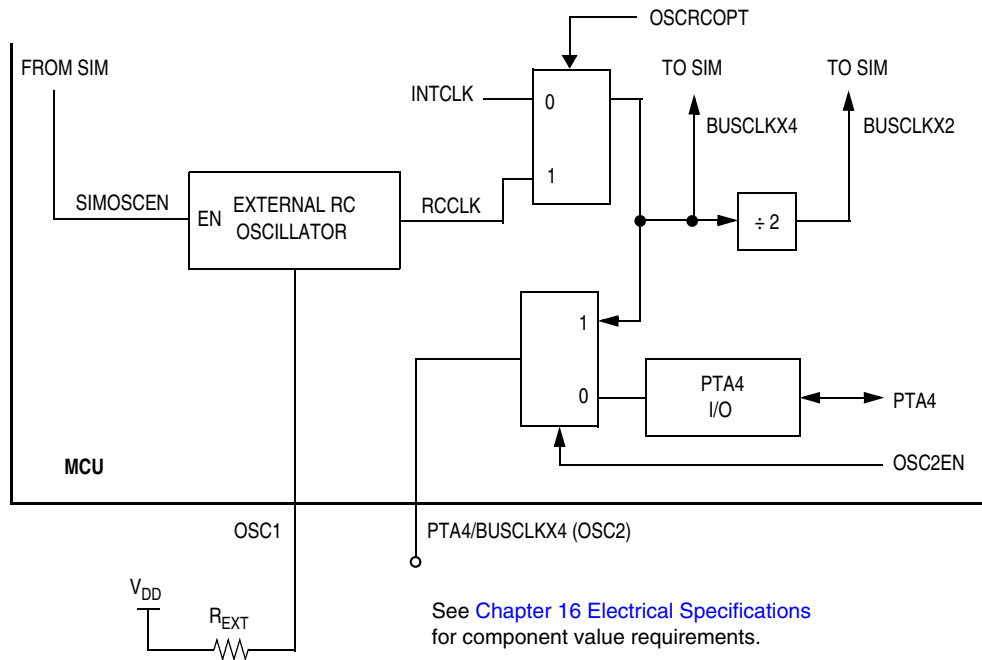 OSCRCOPT
FROM SIM
TO SIM
TO SIM
INTCLK
0
BUSCLKX4
BUSCLKX2
1
SIMOSCEN
EN
EXTERNAL RC
OSCILLATOR
RCCLK
÷ 2
1
0
PTA4
I/O
PTA4
MCU
OSC2EN
OSC1
PTA4/BUSCLKX4 (OSC2)
VDD
REXT
See Chapter 16 Electrical Specifications
for component value requirements.